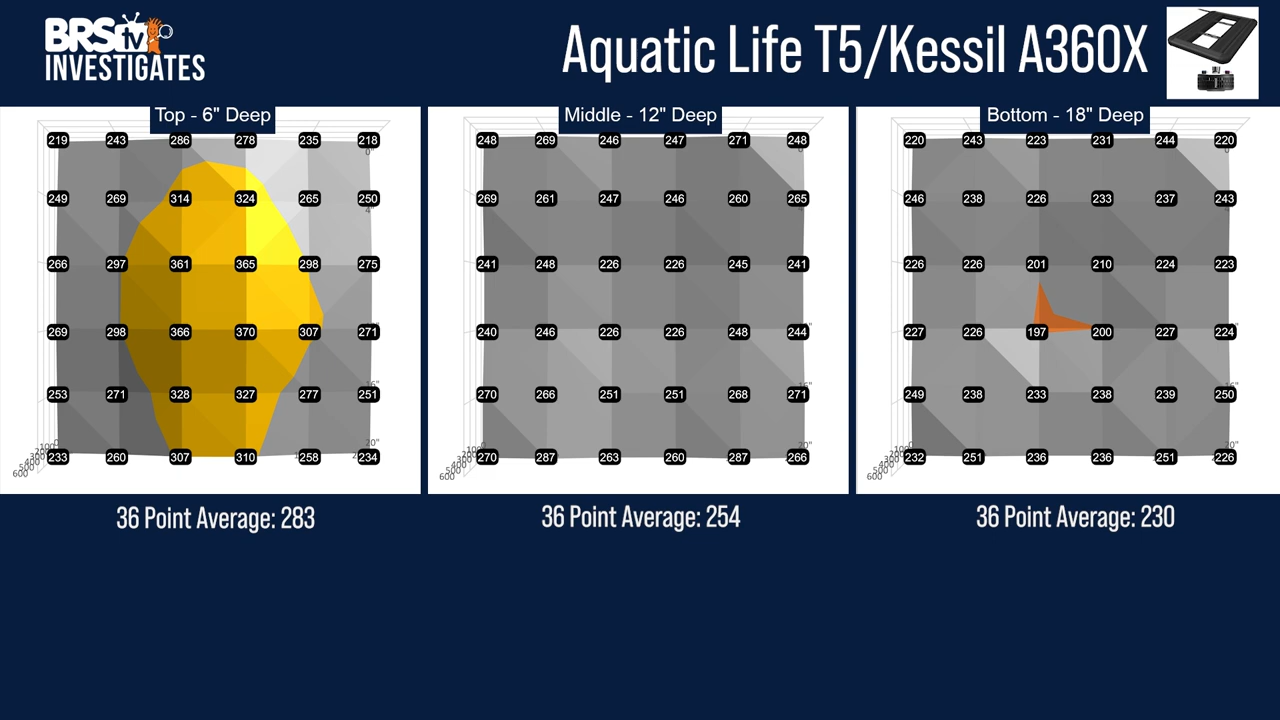 BRStv
INVESTIGATES
Aquatic Life T5/Kessil A360X
Top - 6" Deep
219 243 286 278 235 218
249 269 314 324 265 250
266 297 361 365 298 275
269 298 366 370 307 271
253 271 328 327 277 251
233 260 307 310 258 234
36 Point Average: 283
Middle - 12" Deep
248 269 246 247 271 248
269 261 247 246 260 265
241 248 226 226 245 241
240 246 226 226 248 244
270 266 251 251 268 271
270 287 263 260 287 266
36 Point Average: 254
Bottom - 18" Deep
220 243 223 231 244 220
246 238 226 233 237 243
226 226 201 210 224 223
227 226 197 200 227 224
249 238 233 238 239 250
232 251 236 236 251 226
36 Point Average: 230